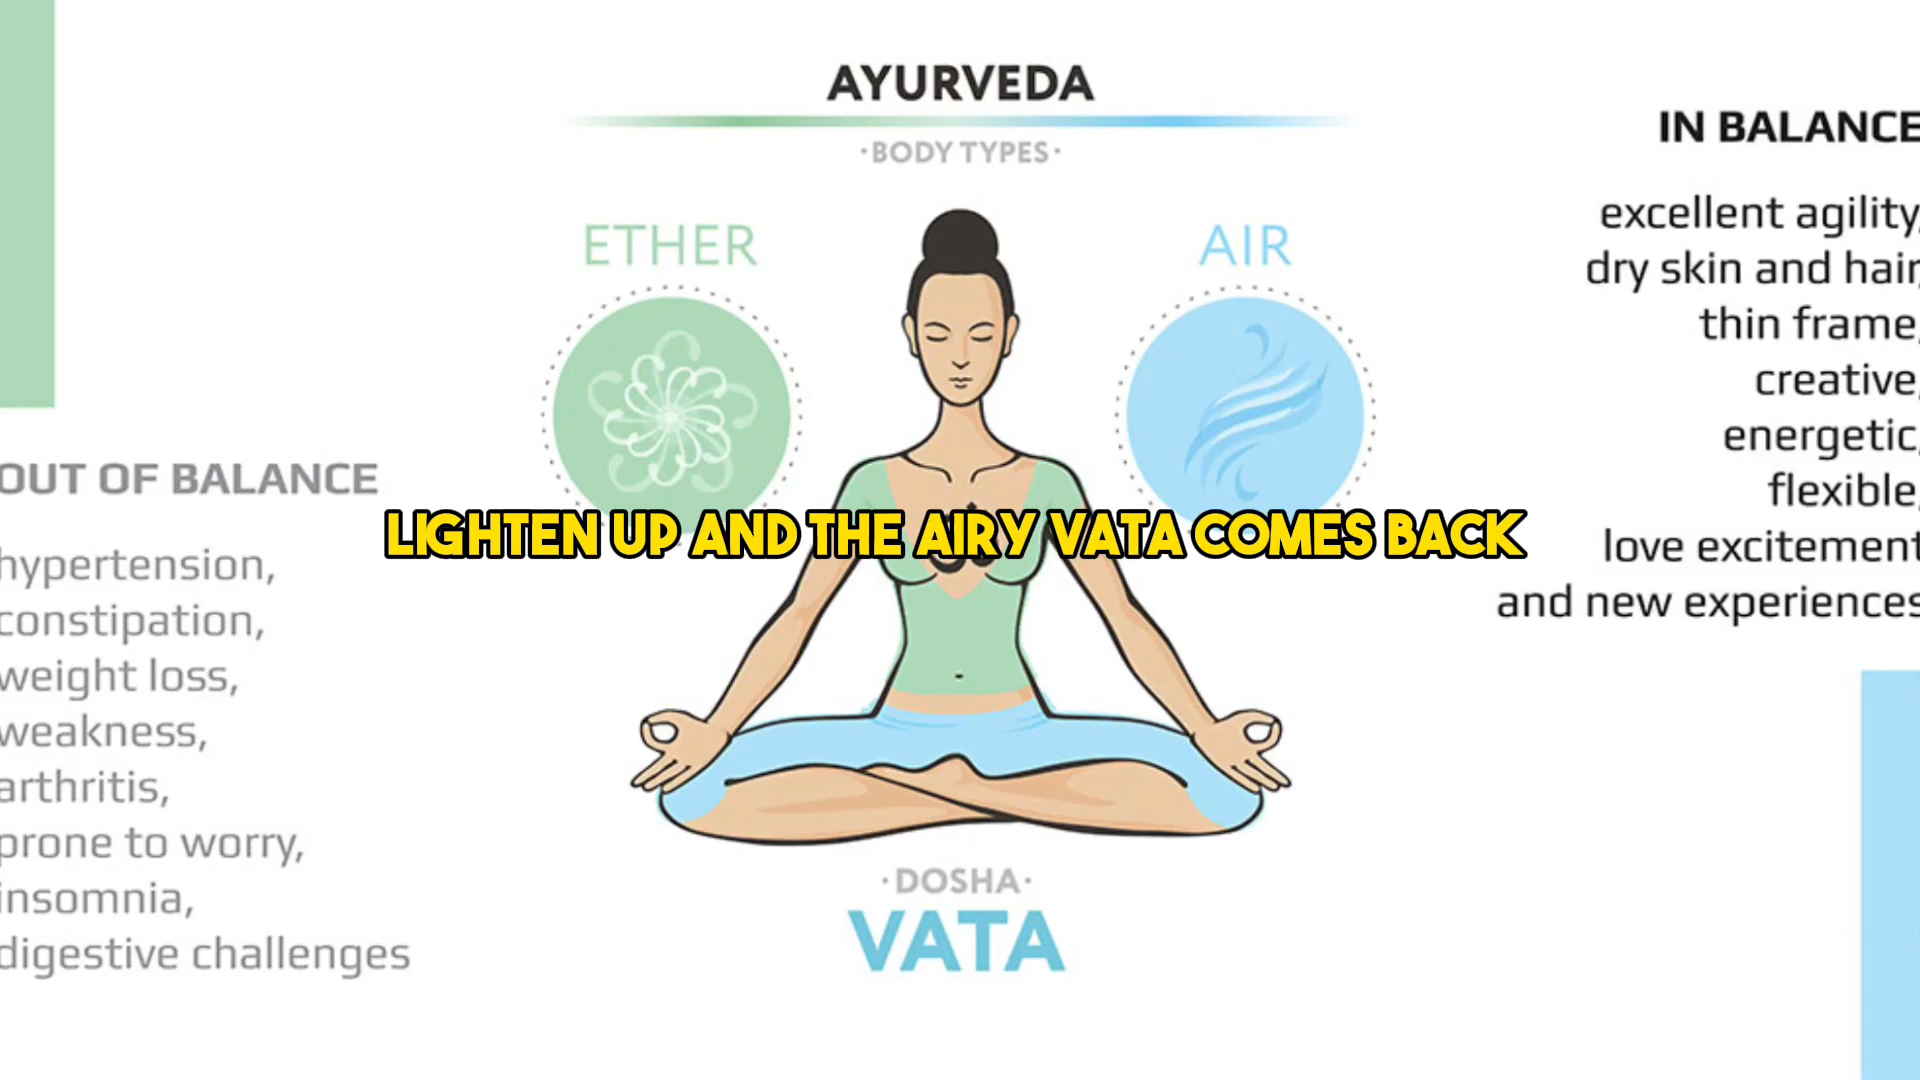 AYURVEDA
·BODY TYPES·
ETHER
AIR
IN BALANCE
excellent agility,
dry skin and hair,
thin frame,
creative,
energetic,
flexible,
love excitement
and new experiences
OUT OF BALANCE
hypertension,
constipation,
weight loss,
weakness,
arthritis,
prone to worry,
insomnia,
digestive challenges
LIGHTEN UP AND THE AIRY VATA COMES BACK
·DOSHA·
VATA